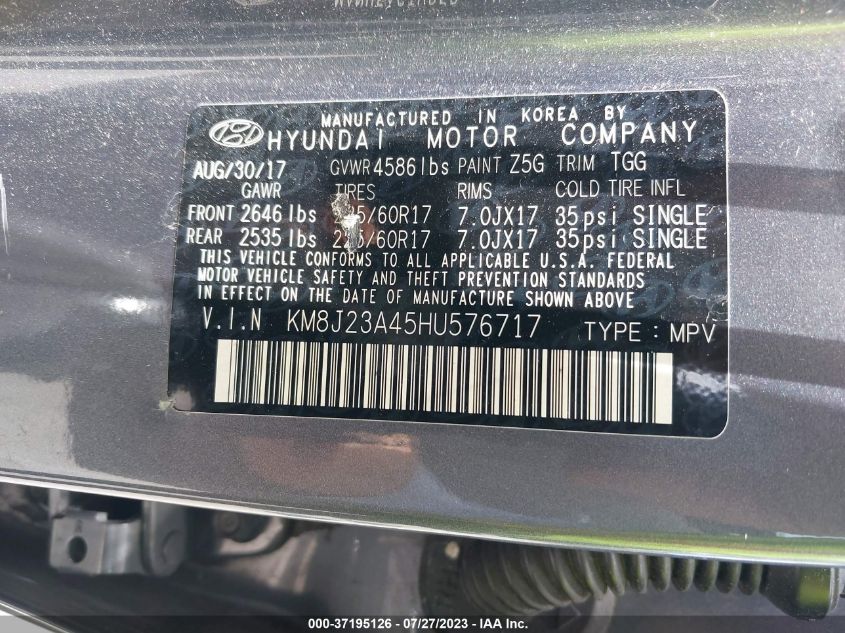 MANUFACTURED IN KOREA BY
HYUNDAI MOTOR COMPANY
AUG/30/17 GVWR 4586 lbs PAINT Z5G TRIM TGG
GAWR TIRES RIMS COLD TIRE INFL
FRONT 2646 lbs /60R17 7.0JX17 35psi SINGLE
REAR 2535 lbs /60R17 7.0JX17 35psi SINGLE
THIS VEHICLE CONFORMS TO ALL APPLICABLE U.S.A. FEDERAL
MOTOR VEHICLE SAFETY AND THEFT PREVENTION STANDARDS
IN EFFECT ON THE DATE OF MANUFACTURE SHOWN ABOVE
V.I.N KM8J23A45HU576717 TYPE : MPV
000-37195126 - 07/27/2023 - IAA Inc.